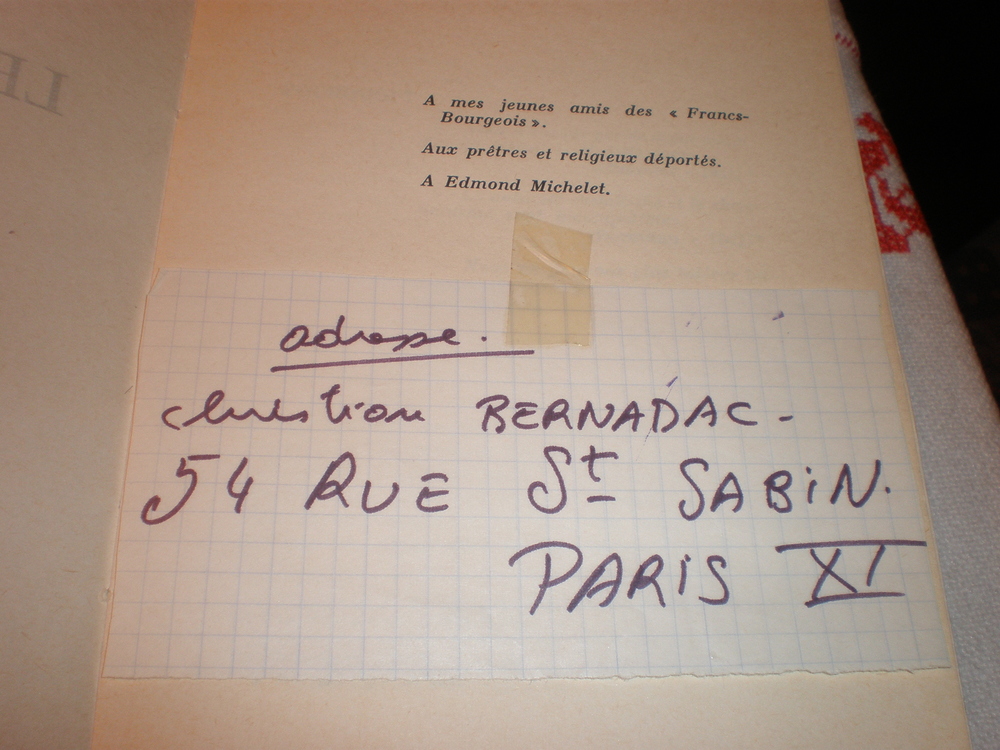 LE
A mes jeunes amis des « Francs-
Bourgeois ».
Aux prêtres et religieux déportés.
A Edmond Michelet.
adresse.
Christian BERNADAC -
54 RUE St SABiN.
PARiS XI